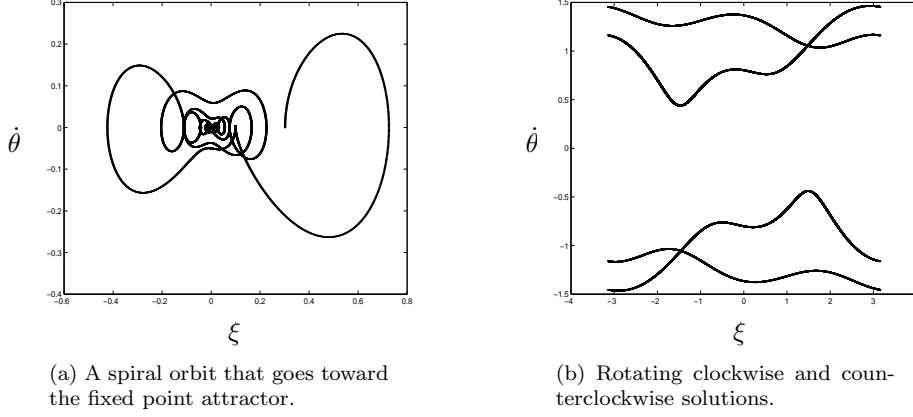 0.3
0.2
0.1
0
−0.1
−0.2
−0.3
−0.4
−0.6 −0.4 −0.2 0 0.2 0.4 0.6 0.8
θ̇
ξ
(a) A spiral orbit that goes toward
the fixed point attractor.
1.5
1
0.5
0
−0.5
−1
−1.5
−4 −3 −2 −1 0 1 2 3 4
θ̇
ξ
(b) Rotating clockwise and coun-
terclockwise solutions.